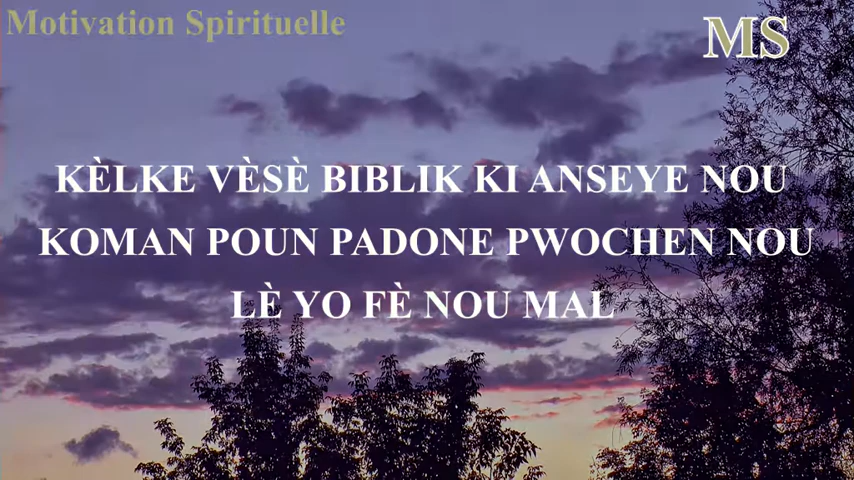 Motivation Spirituelle
MS
KÈLKE VÈSÈ BIBLIK KI ANSEYE NOU
KOMAN POUN PADONE PWOCHEN NOU
LÈ YO FÈ NOU MAL